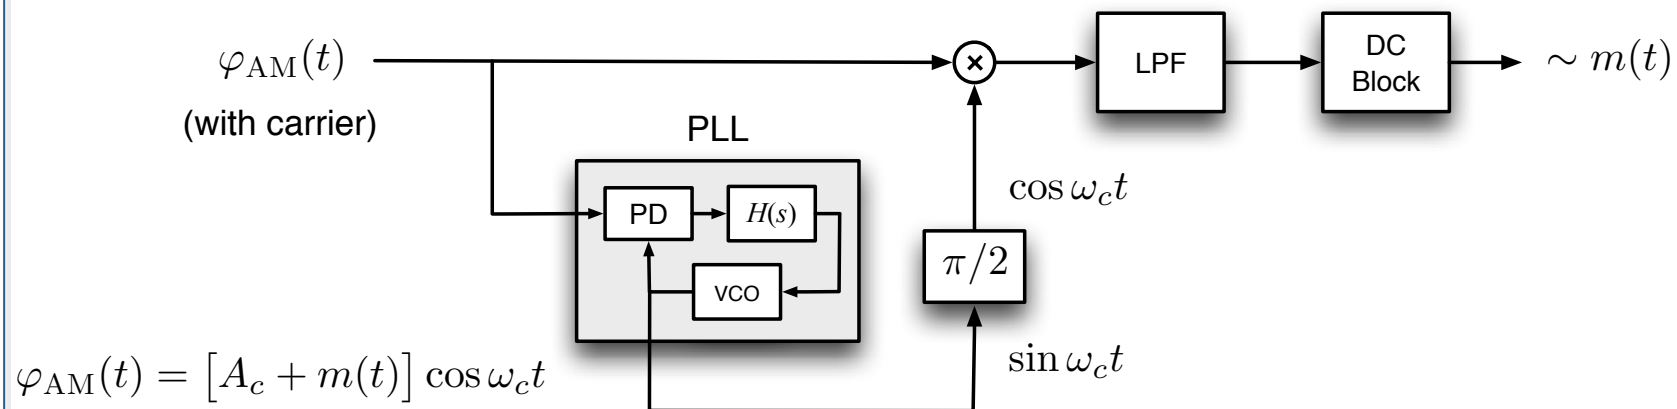 φ_AM(t)
(with carrier)
×
LPF
DC
Block
∼ m(t)
PLL
PD
H(s)
VCO
cos ω_c t
π/2
sin ω_c t
φ_AM(t) = [A_c + m(t)] cos ω_c t